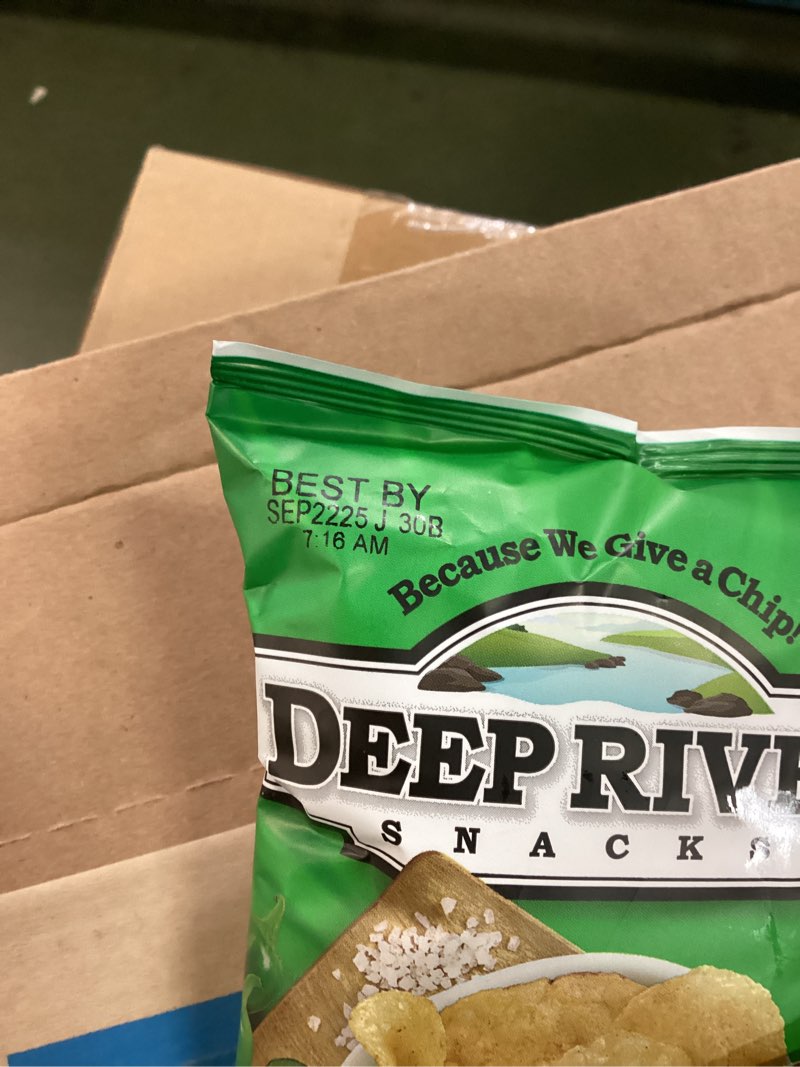 BEST BY
SEP2225 J 30B
7:16 AM
Because We Give a Chip!
DEEP RIVE
SNACKS